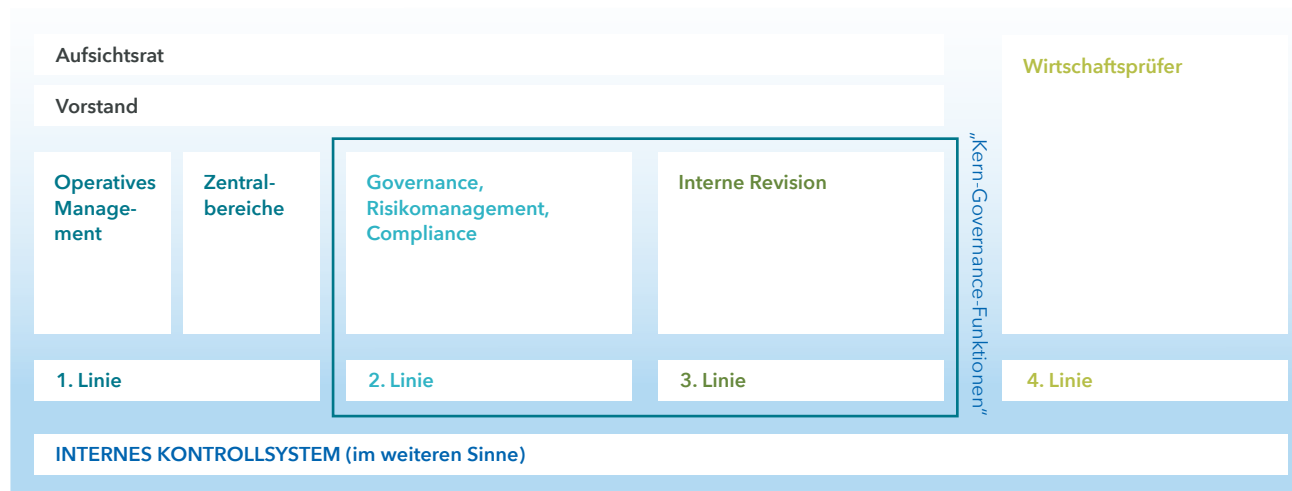 Aufsichtsrat
Vorstand
Operatives
Manage-
ment
Zentral-
bereiche
Governance,
Risikomanagement,
Compliance
Interne Revision
„Kern-Governance-Funktionen“
Wirtschaftsprüfer
1. Linie
2. Linie
3. Linie
4. Linie
INTERNES KONTROLLSYSTEM (im weiteren Sinne)